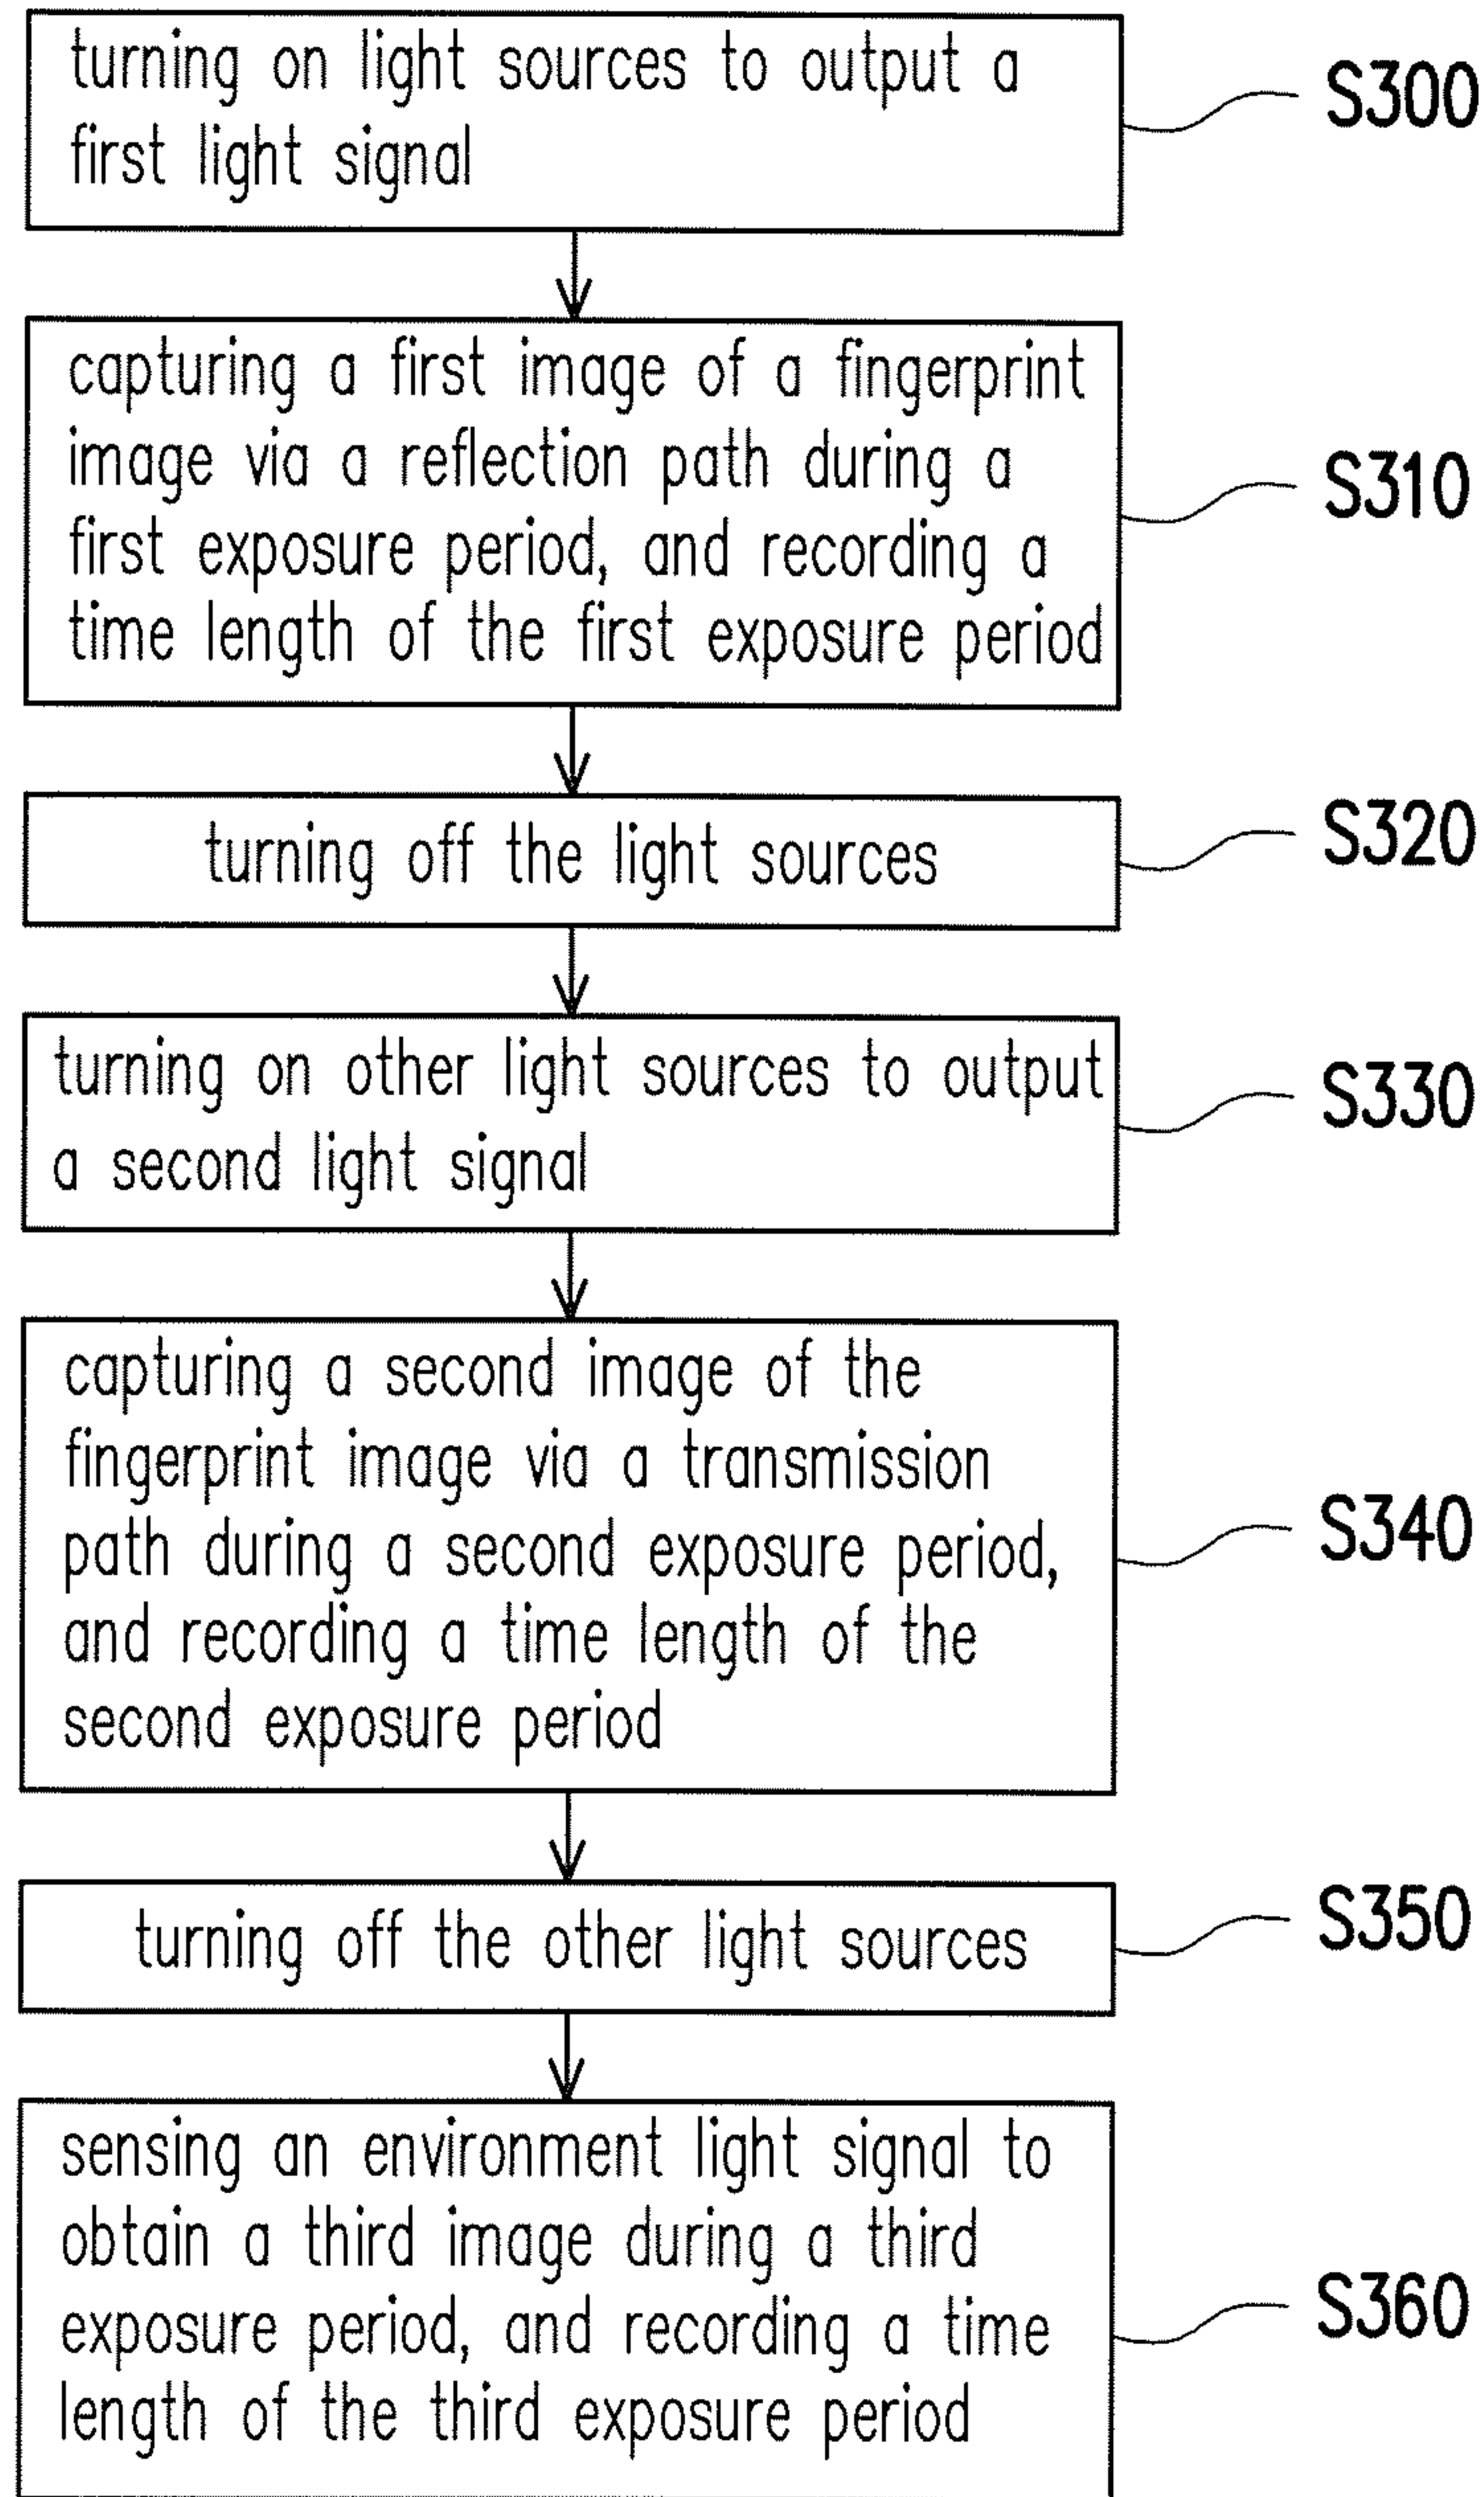 turning on light sources to output a
first light signal
S300
capturing a first image of a fingerprint
image via a reflection path during a
first exposure period, and recording a
time length of the first exposure period
S310
turning off the light sources
S320
turning on other light sources to output
a second light signal
S330
capturing a second image of the
fingerprint image via a transmission
path during a second exposure period,
and recording a time length of the
second exposure period
S340
turning off the other light sources
S350
sensing an environment light signal to
obtain a third image during a third
exposure period, and recording a time
length of the third exposure period
S360